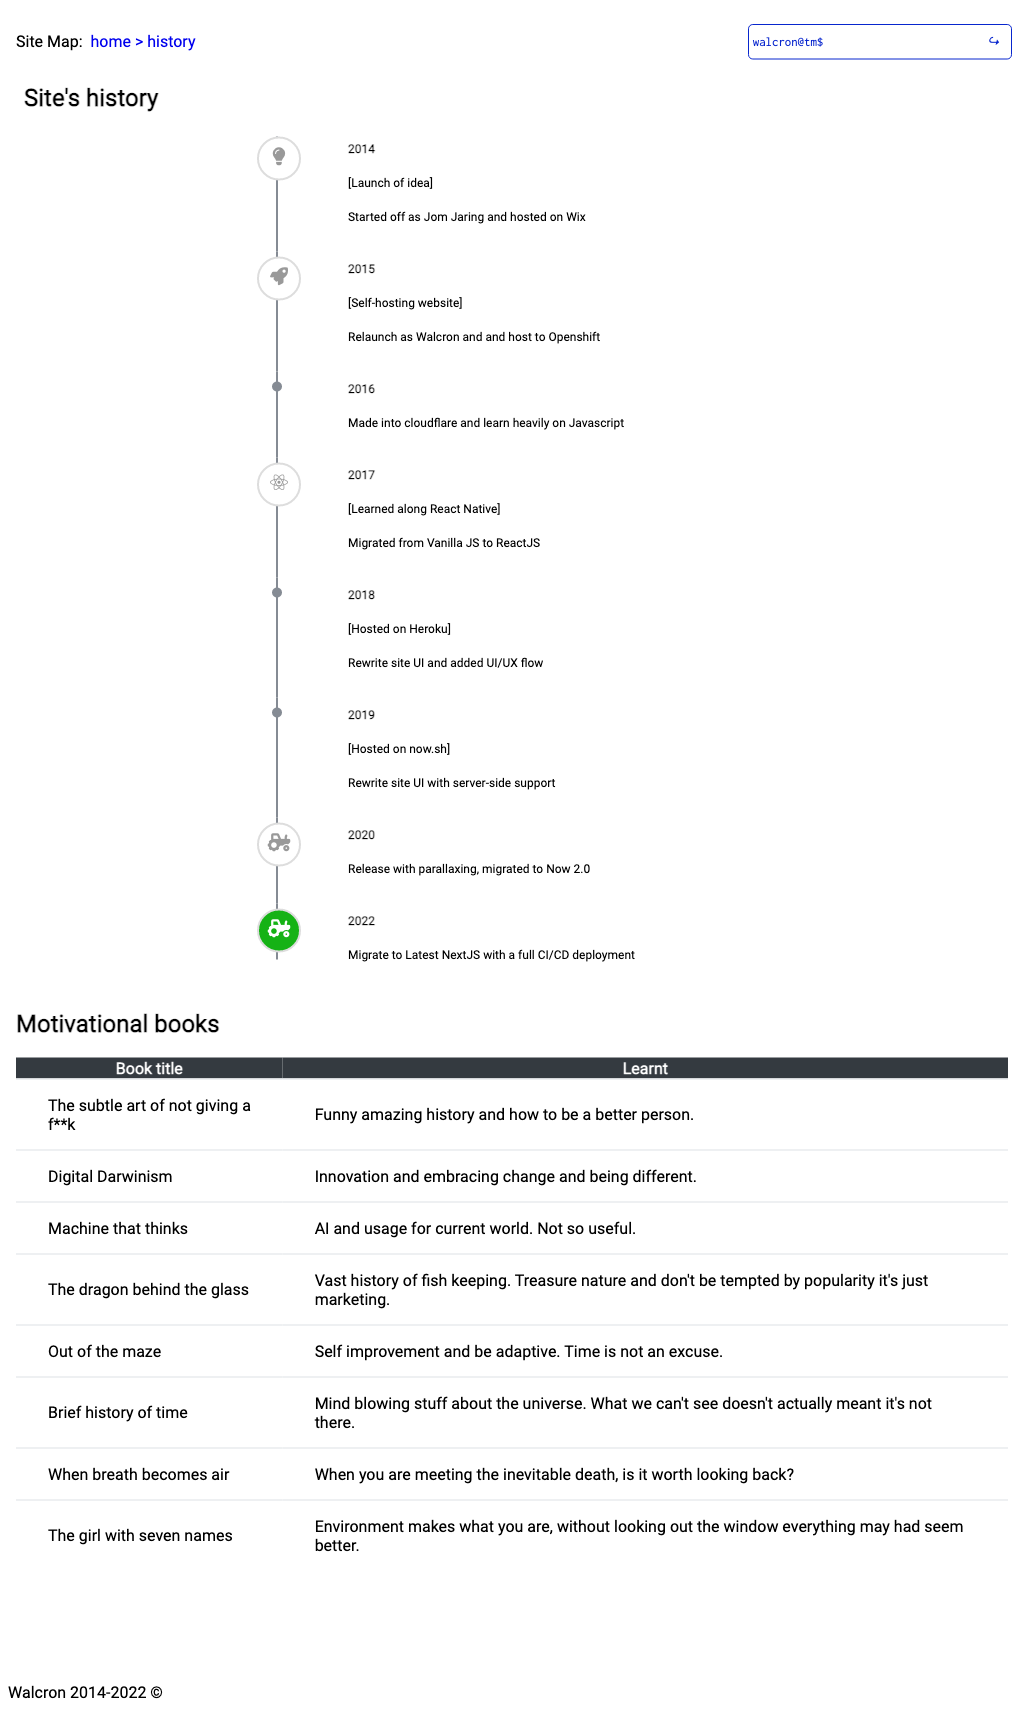 Site Map: home > history
walcron@tm$
Site's history
2014
[Launch of idea]
Started off as Jom Jaring and hosted on Wix
2015
[Self-hosting website]
Relaunch as Walcron and and host to Openshift
2016
Made into cloudflare and learn heavily on Javascript
2017
[Learned along React Native]
Migrated from Vanilla JS to ReactJS
2018
[Hosted on Heroku]
Rewrite site UI and added UI/UX flow
2019
[Hosted on now.sh]
Rewrite site UI with server-side support
2020
Release with parallaxing, migrated to Now 2.0
2022
Migrate to Latest NextJS with a full CI/CD deployment
Motivational books
Book title Learnt
The subtle art of not giving a
f**k
Funny amazing history and how to be a better person.
Digital Darwinism
Innovation and embracing change and being different.
Machine that thinks
AI and usage for current world. Not so useful.
The dragon behind the glass
Vast history of fish keeping. Treasure nature and don't be tempted by popularity it's just
marketing.
Out of the maze
Self improvement and be adaptive. Time is not an excuse.
Brief history of time
Mind blowing stuff about the universe. What we can't see doesn't actually meant it's not
there.
When breath becomes air
When you are meeting the inevitable death, is it worth looking back?
The girl with seven names
Environment makes what you are, without looking out the window everything may had seem
better.
Walcron 2014-2022 ©